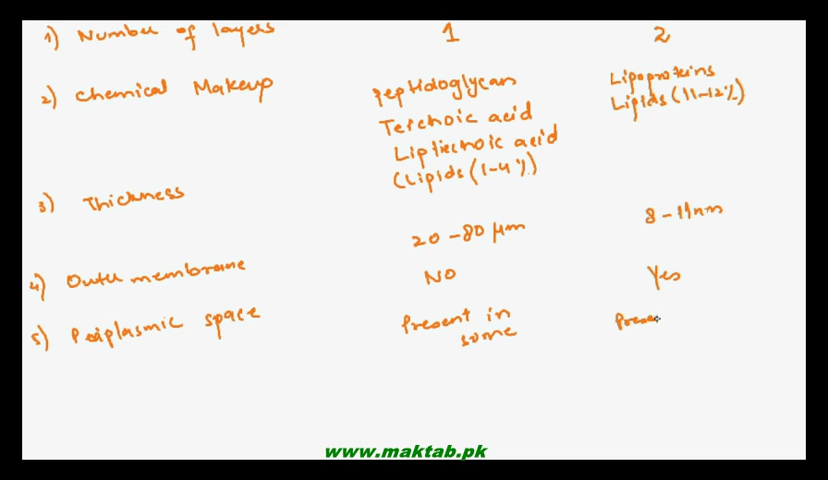 1) Number of layers 1 2
2) Chemical Makeup Peptidoglycan Lipoproteins
Teichoic acid Lipids (11-12%)
Lipteichoic acid
(Lipids (1-4%)
3) Thickness
20-80 μm 8-11nm
4) Outer membrane NO Yes
5) Periplasmic space Present in Prese
some
www.maktab.pk